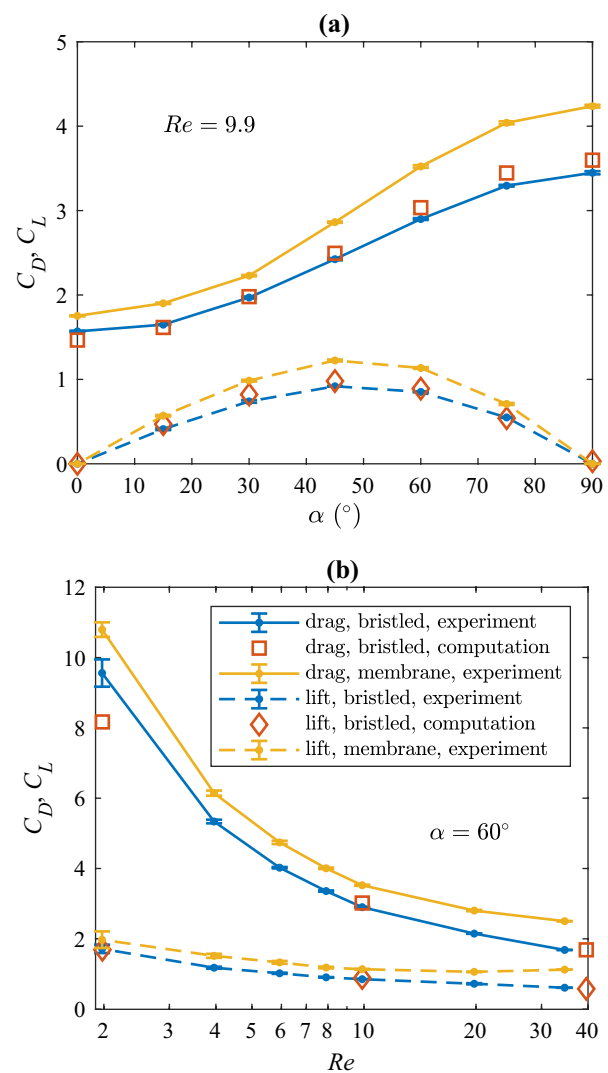 (a)
5
4
3
2
1
0
C_D, C_L
Re = 9.9
0 10 20 30 40 50 60 70 80 90
α (°)
(b)
12
10
8
6
4
2
0
C_D, C_L
drag, bristled, experiment
drag, bristled, computation
drag, membrane, experiment
lift, bristled, experiment
lift, bristled, computation
lift, membrane, experiment
α = 60°
2 3 4 5 6 7 8 10 20 30 40
Re